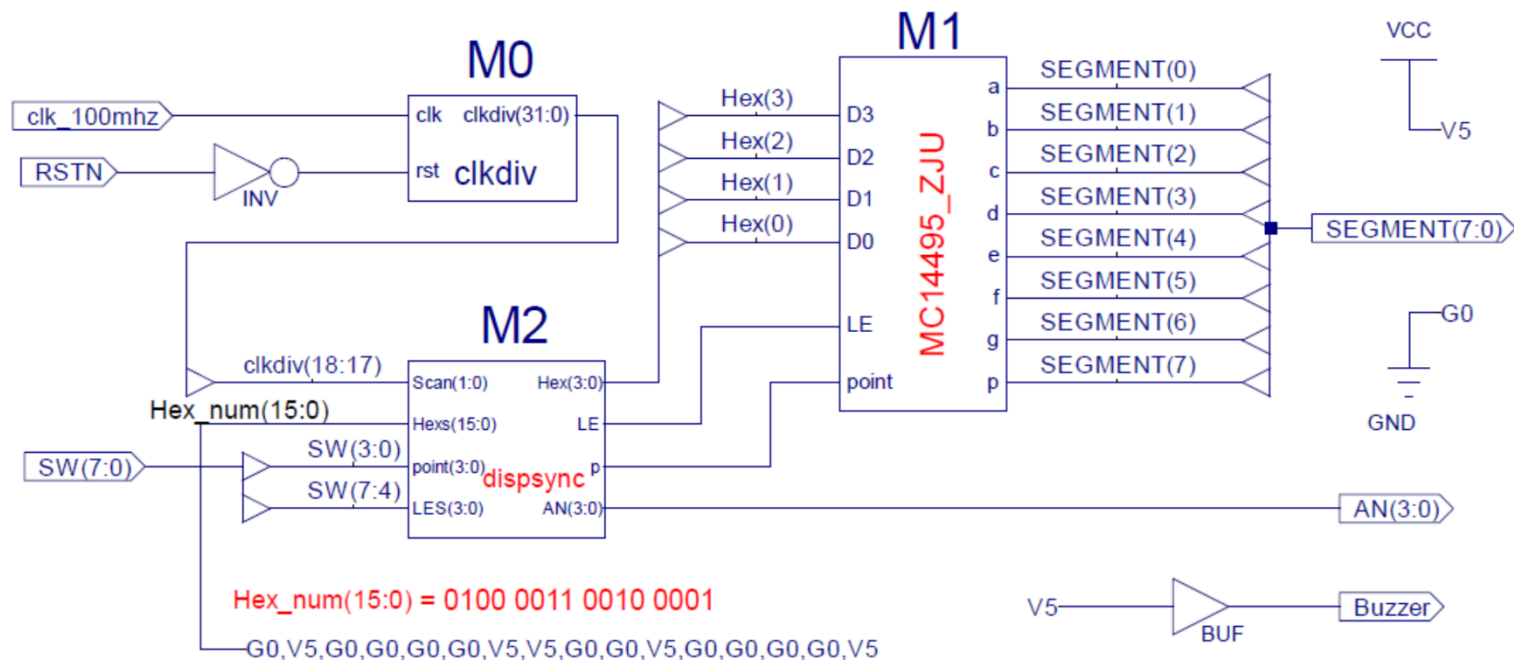 M0
clk_100mhz
clk
clkdiv(31:0)
RSTN
INV
rst
clkdiv
M1
Hex(3)
Hex(2)
Hex(1)
Hex(0)
D3
D2
D1
D0
LE
point
MC14495_ZJU
a
b
c
d
e
f
g
p
SEGMENT(0)
SEGMENT(1)
SEGMENT(2)
SEGMENT(3)
SEGMENT(4)
SEGMENT(5)
SEGMENT(6)
SEGMENT(7)
SEGMENT(7:0)
VCC
V5
G0
GND
M2
clkdiv(18:17)
Hex_num(15:0)
SW(7:0)
SW(3:0)
SW(7:4)
Scan(1:0)
Hexs(15:0)
point(3:0)
LES(3:0)
dispsync
Hex(3:0)
LE
p
AN(3:0)
AN(3:0)
Hex_num(15:0) = 0100 0011 0010 0001
G0,V5,G0,G0,G0,G0,V5,V5,G0,G0,V5,G0,G0,G0,G0,V5
V5
BUF
Buzzer